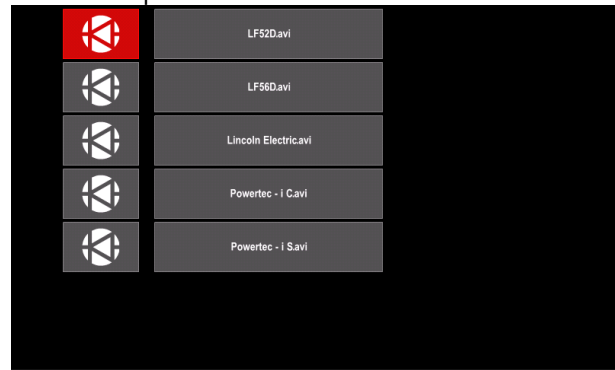 LF52D.avi
LF56D.avi
Lincoln Electric.avi
Powertec - i C.avi
Powertec - i S.avi